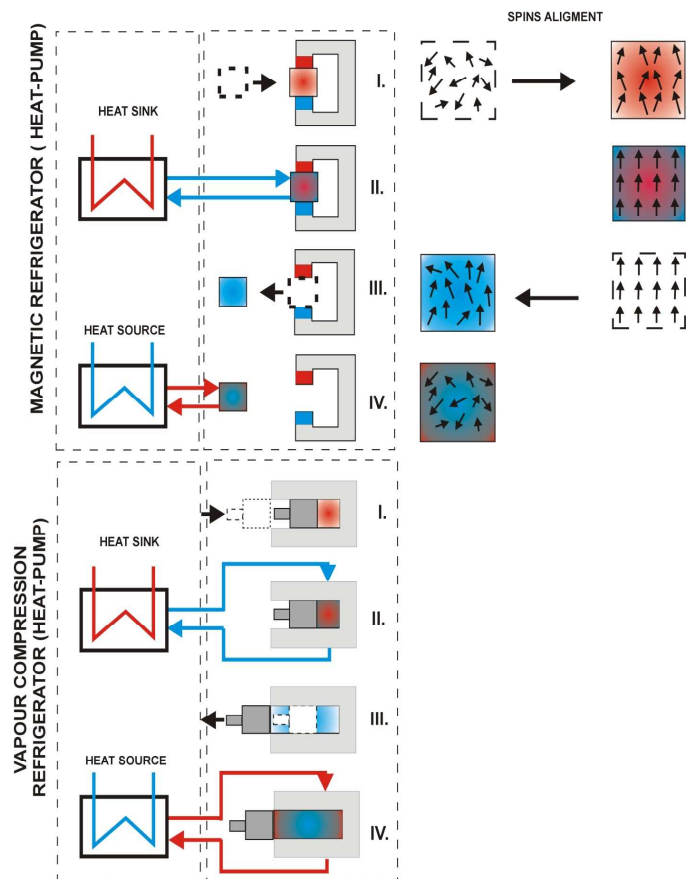 SPINS ALIGMENT
MAGNETIC REFRIGERATOR ( HEAT-PUMP)
I.
HEAT SINK
II.
III.
HEAT SOURCE
IV.
VAPOUR COMPRESSION
REFRIGERATOR (HEAT-PUMP)
I.
HEAT SINK
II.
III.
HEAT SOURCE
IV.